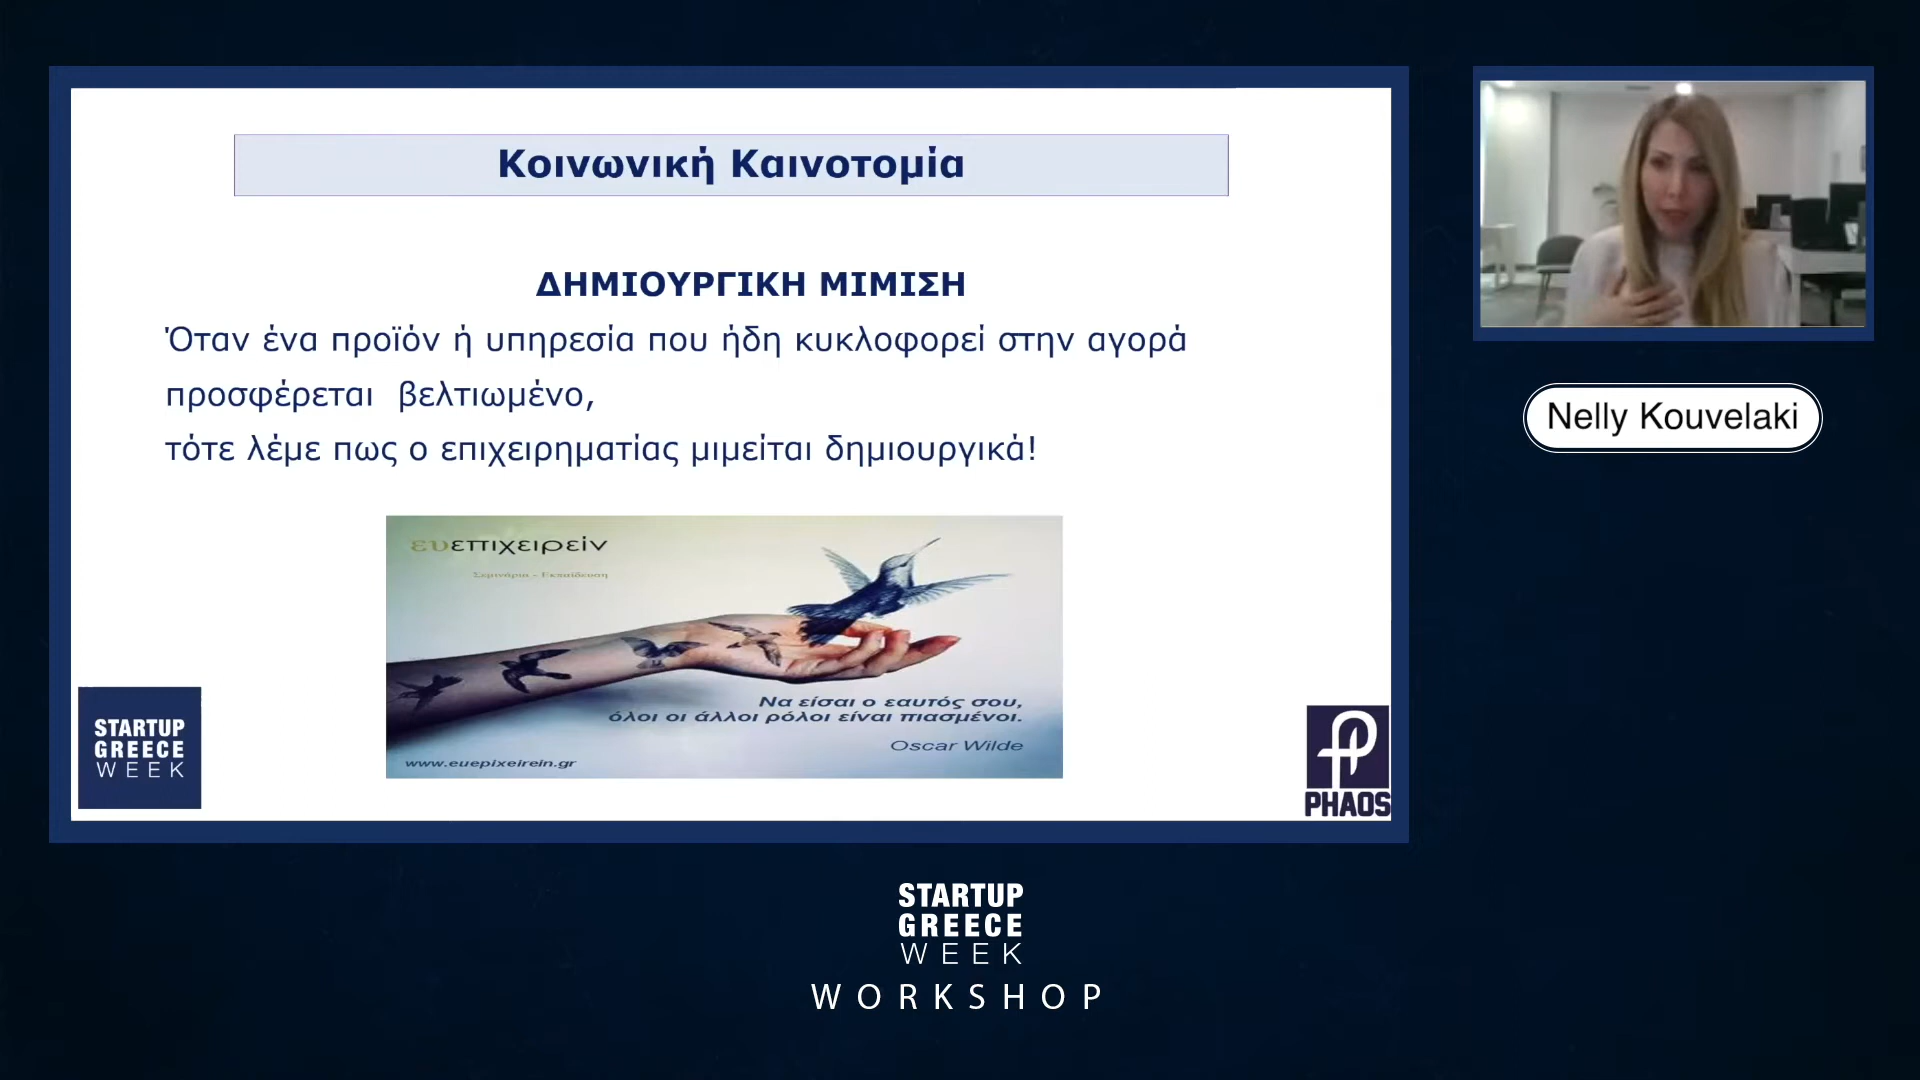 Κοινωνική Καινοτομία
ΔΗΜΙΟΥΡΓΙΚΗ ΜΙΜΙΣΗ
Όταν ένα προϊόν ή υπηρεσία που ήδη κυκλοφορεί στην αγορά
προσφέρεται βελτιωμένο,
τότε λέμε πως ο επιχειρηματίας μιμείται δημιουργικά!
ευεπιχειρείν
Σεμινάρια - Εκπαίδευση
Να είσαι ο εαυτός σου,
όλοι οι άλλοι ρόλοι είναι πιασμένοι.
Oscar Wilde
www.euepixeirein.gr
STARTUP
GREECE
WEEK
PHAOS
Nelly Kouvelaki
STARTUP
GREECE
WEEK
WORKSHOP